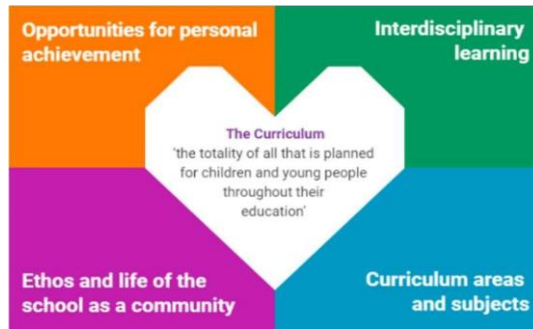 Opportunities for personal
achievement
Interdisciplinary
learning
The Curriculum
'the totality of all that is planned
for children and young people
throughout their
education'
Ethos and life of the
school as a community
Curriculum areas
and subjects